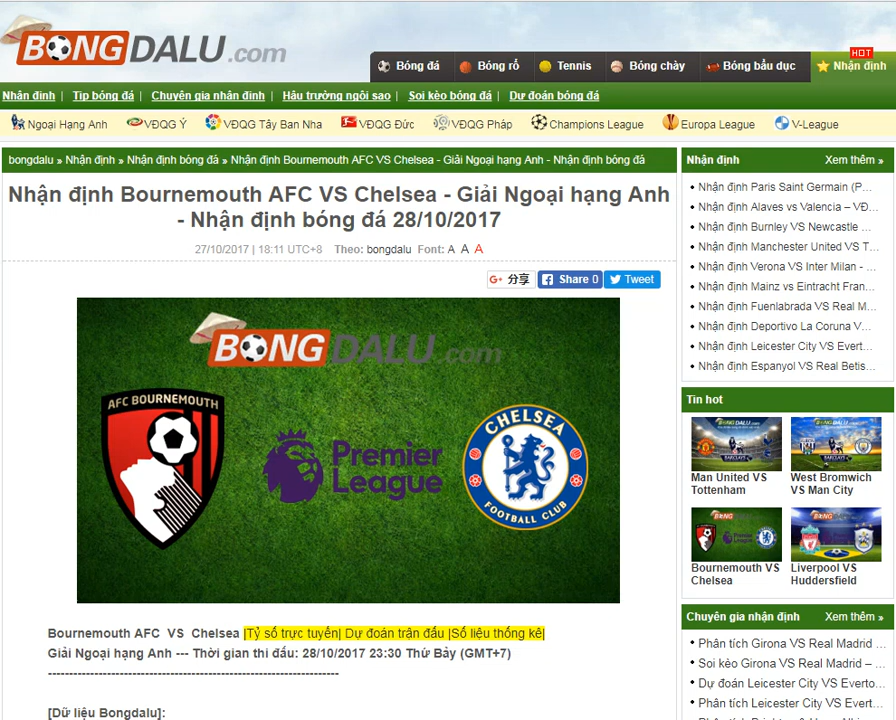 BONGDALU.com
HOT
Bóng đá
Bóng rổ
Tennis
Bóng chày
Bóng bầu dục
Nhận định
Nhận định | Tip bóng đá | Chuyên gia nhận định | Hậu trường ngôi sao | Soi kèo bóng đá | Dự đoán bóng đá
Ngoại Hạng Anh
VĐQG Ý
VĐQG Tây Ban Nha
VĐQG Đức
VĐQG Pháp
Champions League
Europa League
V-League
bongdalu » Nhận định » Nhận định bóng đá » Nhận định Bournemouth AFC VS Chelsea - Giải Ngoại hạng Anh - Nhận định bóng đá
Nhận định Bournemouth AFC VS Chelsea - Giải Ngoại hạng Anh
- Nhận định bóng đá 28/10/2017
27/10/2017 | 18:11 UTC+8 Theo: bongdalu Font: A A A
G+ 分享
Share 0
Tweet
BONGDALU.com
AFC BOURNEMOUTH
Premier
League
CHELSEA
FOOTBALL CLUB
Bournemouth AFC VS Chelsea |Tỷ số trực tuyến| Dự đoán trận đấu |Số liệu thống kê|
Giải Ngoại hạng Anh --- Thời gian thi đấu: 28/10/2017 23:30 Thứ Bảy (GMT+7)
--------------------------------------------------------------------
[Dữ liệu Bongdalu]:
Nhận định
Xem thêm »
Nhận định Paris Saint Germain (P...
Nhận định Alaves vs Valencia – VĐ...
Nhận định Burnley VS Newcastle ...
Nhận định Manchester United VS T...
Nhận định Verona VS Inter Milan - ...
Nhận định Mainz vs Eintracht Fran...
Nhận định Fuenlabrada VS Real M...
Nhận định Deportivo La Coruna V...
Nhận định Leicester City VS Evert...
Nhận định Espanyol VS Real Betis...
Tin hot
Man United VS
Tottenham
West Bromwich
VS Man City
Bournemouth VS
Chelsea
Liverpool VS
Huddersfield
Chuyên gia nhận định
Xem thêm »
Phân tích Girona VS Real Madrid ...
Soi kèo Girona VS Real Madrid – ...
Dự đoán Leicester City VS Everto...
Phân tích Leicester City VS Evert...